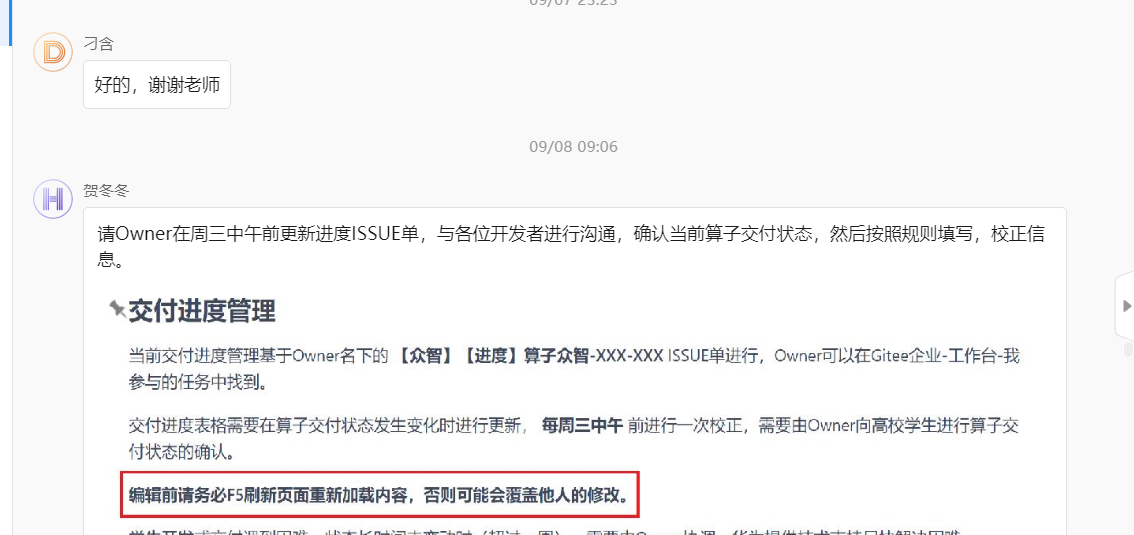 09/07 23:23
刁含
好的，谢谢老师
09/08 09:06
贺冬冬
请Owner在周三中午前更新进度ISSUE单，与各位开发者进行沟通，确认当前算子交付状态，然后按照规则填写，校正信
息。
交付进度管理
当前交付进度管理基于Owner名下的 【众智】【进度】算子众智-XXX-XXX ISSUE单进行，Owner可以在Gitee企业-工作台-我
参与的任务中找到。
交付进度表格需要在算子交付状态发生变化时进行更新， 每周三中午 前进行一次校正，需要由Owner向高校学生进行算子交
付状态的确认。
编辑前请务必F5刷新页面重新加载内容，否则可能会覆盖他人的修改。